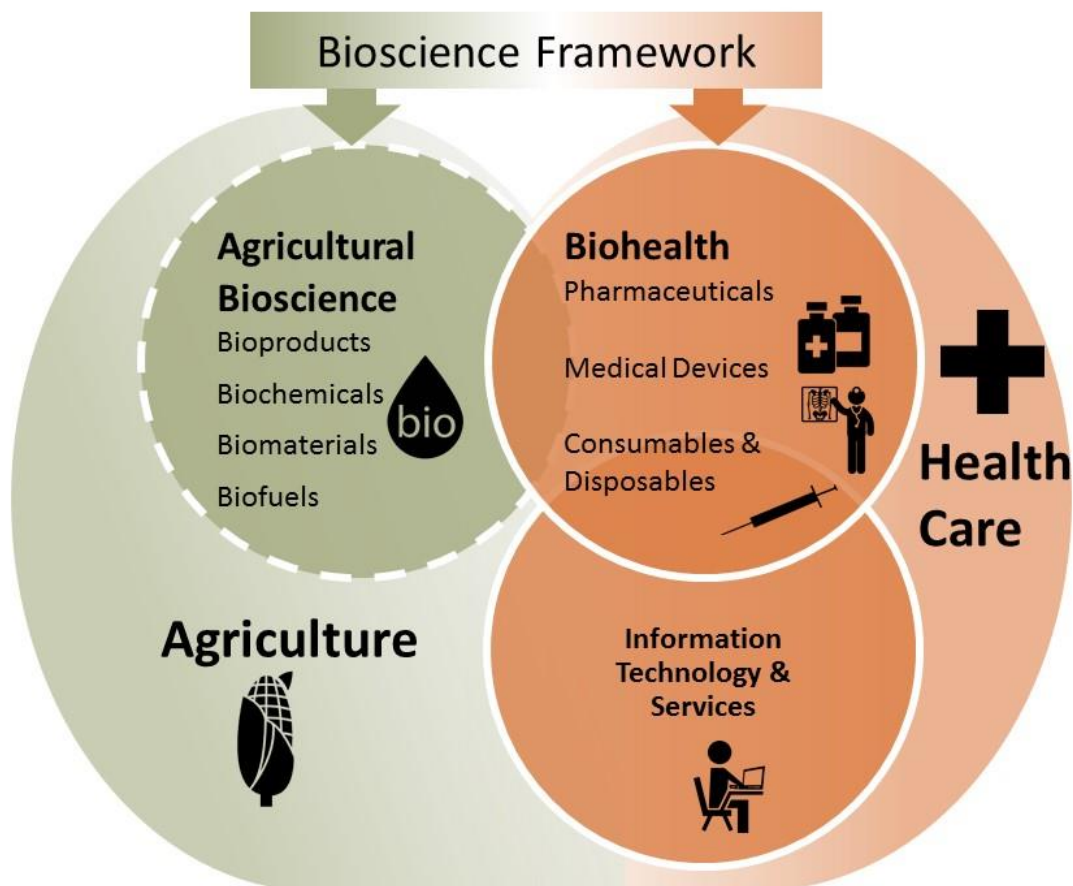 Bioscience Framework
Agricultural
Bioscience
Bioproducts
Biochemicals
Biomaterials
Biofuels
bio
Biohealth
Pharmaceuticals
Medical Devices
Consumables &
Disposables
Health
Care
Agriculture
Information
Technology &
Services